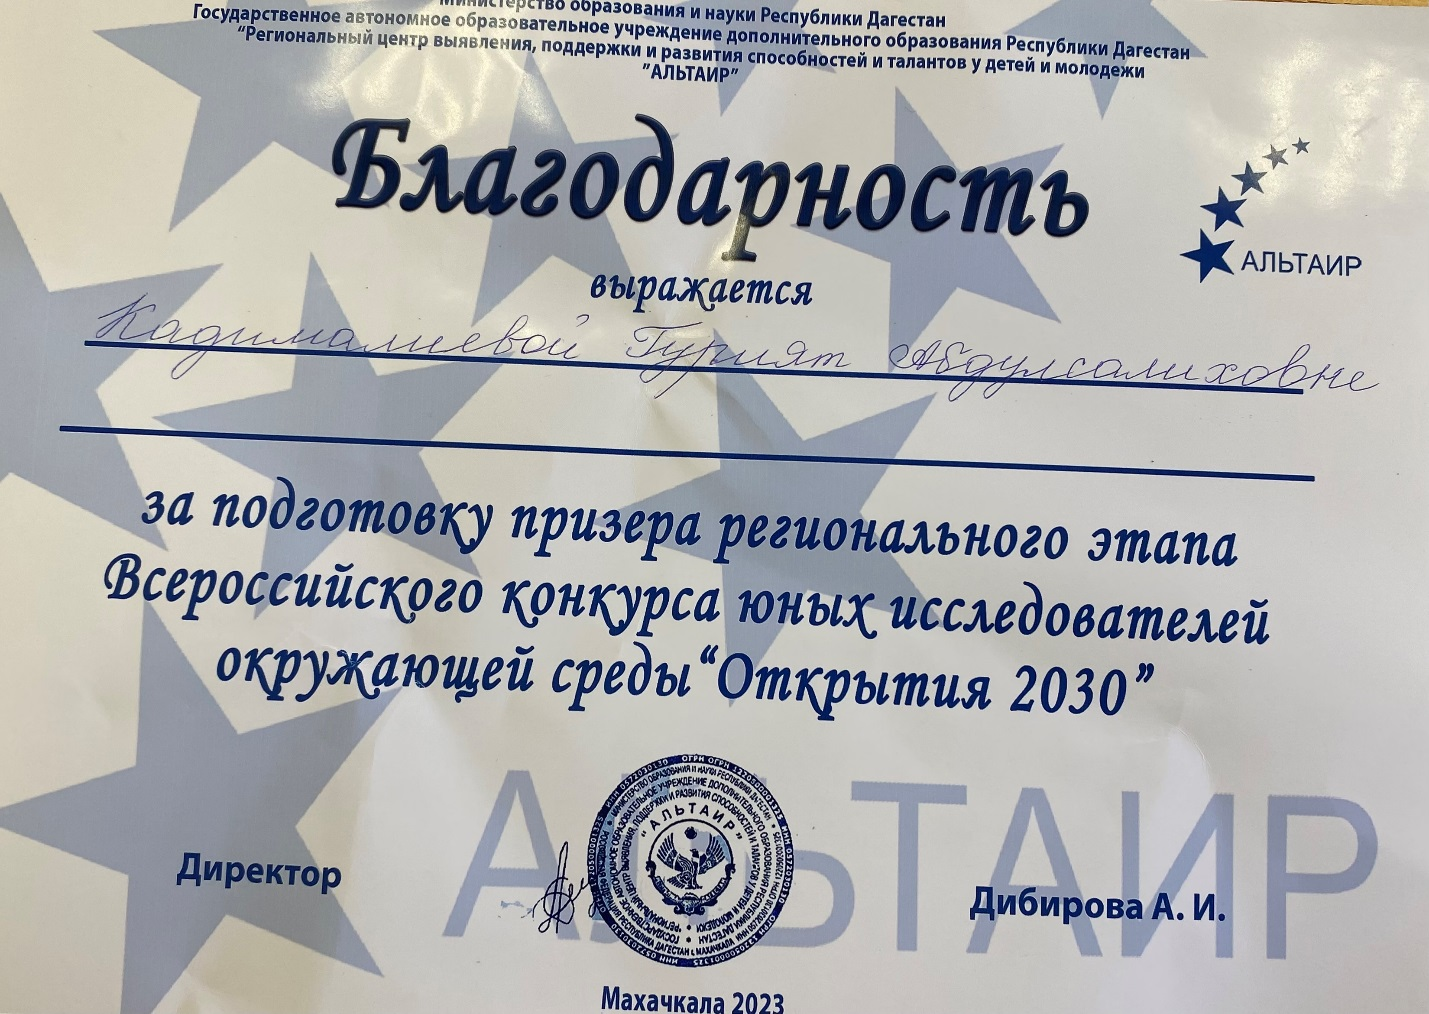 Министерство образования и науки Республики Дагестан
Государственное автономное образовательное учреждение дополнительного образования Республики Дагестан
"Региональный центр выявления, поддержки и развития способностей и талантов у детей и молодежи
"АЛЬТАИР"
Благодарность
АЛЬТАИР
выражается
Кадималиевой Гурият Абдулсалиховне
за подготовку призера регионального этапа
Всероссийского конкурса юных исследователей
окружающей среды "Открытия 2030"
АЛЬТАИР
"АЛЬТАИР"
Директор
Дибирова А. И.
Махачкала 2023